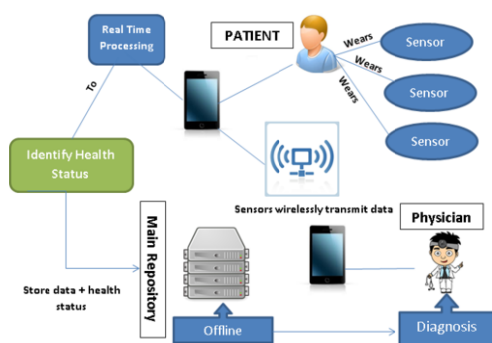 Real Time
Processing
PATIENT
Wears
Sensor
Wears
Sensor
Wears
Sensor
To
Identify Health
Status
Sensors wirelessly transmit data
Physician
Main Repository
Store data + health
status
Offline
Diagnosis